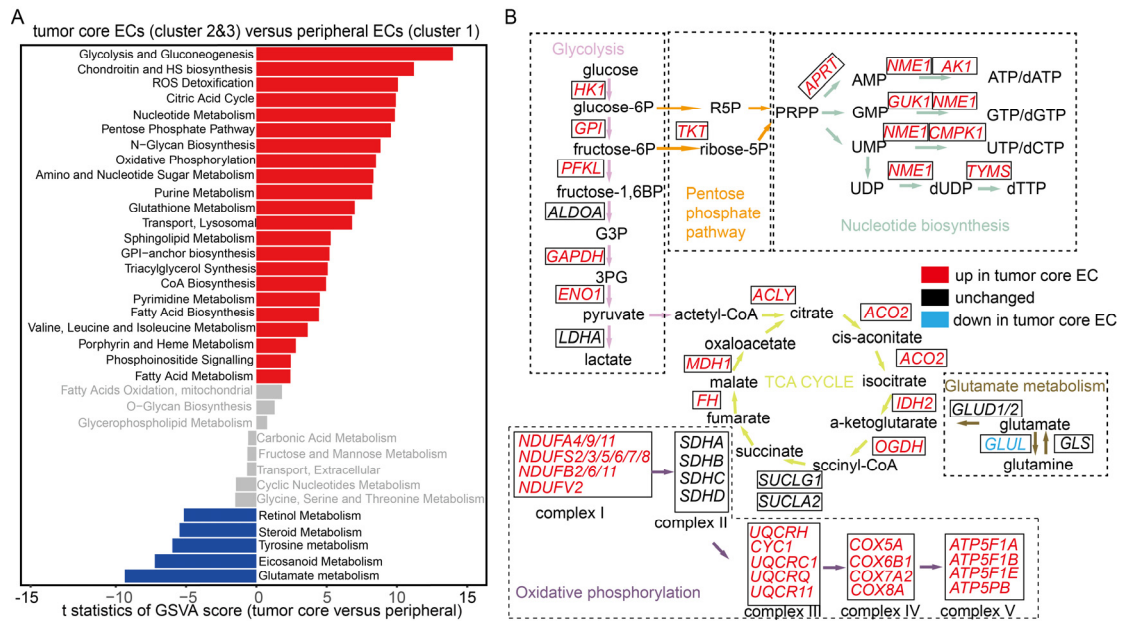 A
tumor core ECs (cluster 2&3) versus peripheral ECs (cluster 1)
Glycolysis and Gluconeogenesis
Chondroitin and HS biosynthesis
ROS Detoxification
Citric Acid Cycle
Nucleotide Metabolism
Pentose Phosphate Pathway
N-Glycan Biosynthesis
Oxidative Phosphorylation
Amino and Nucleotide Sugar Metabolism
Purine Metabolism
Glutathione Metabolism
Transport, Lysosomal
Sphingolipid Metabolism
GPI-anchor biosynthesis
Triacylglycerol Synthesis
CoA Biosynthesis
Pyrimidine Metabolism
Fatty Acid Biosynthesis
Valine, Leucine and Isoleucine Metabolism
Porphyrin and Heme Metabolism
Phosphoinositide Signalling
Fatty Acid Metabolism
Fatty Acids Oxidation, mitochondrial
O-Glycan Biosynthesis
Glycerophospholipid Metabolism
Carbonic Acid Metabolism
Fructose and Mannose Metabolism
Transport, Extracellular
Cyclic Nucleotides Metabolism
Glycine, Serine and Threonine Metabolism
Retinol Metabolism
Steroid Metabolism
Tyrosine metabolism
Eicosanoid Metabolism
Glutamate metabolism
−15 −10 −5 0 5 10 15
t statistics of GSVA score (tumor core versus peripheral)
B
Glycolysis
glucose
HK1
glucose-6P
GPI
fructose-6P
PFKL
fructose-1,6BP
ALDOA
G3P
GAPDH
3PG
ENO1
pyruvate
LDHA
lactate
R5P
TKT
ribose-5P
Pentose
phosphate
pathway
PRPP
APRT
AMP
NME1 AK1
ATP/dATP
GMP
GUK1 NME1
GTP/dGTP
UMP
NME1 CMPK1
UTP/dCTP
UDP
NME1
dUDP
TYMS
dTTP
Nucleotide biosynthesis
up in tumor core EC
unchanged
down in tumor core EC
actetyl-CoA
ACLY
citrate
ACO2
cis-aconitate
ACO2
isocitrate
IDH2
a-ketoglutarate
OGDH
sccinyl-CoA
SUCLG1
SUCLA2
succinate
fumarate
FH
malate
MDH1
oxaloacetate
TCA CYCLE
Glutamate metabolism
GLUD1/2
glutamate
GLUL
GLS
glutamine
NDUFA4/9/11
NDUFS2/3/5/6/7/8
NDUFB2/6/11
NDUFV2
complex I
SDHA
SDHB
SDHC
SDHD
complex II
UQCRH
CYC1
UQCRC1
UQCRQ
UQCR11
complex III
COX5A
COX6B1
COX7A2
COX8A
complex IV
ATP5F1A
ATP5F1B
ATP5F1E
ATP5PB
complex V
Oxidative phosphorylation